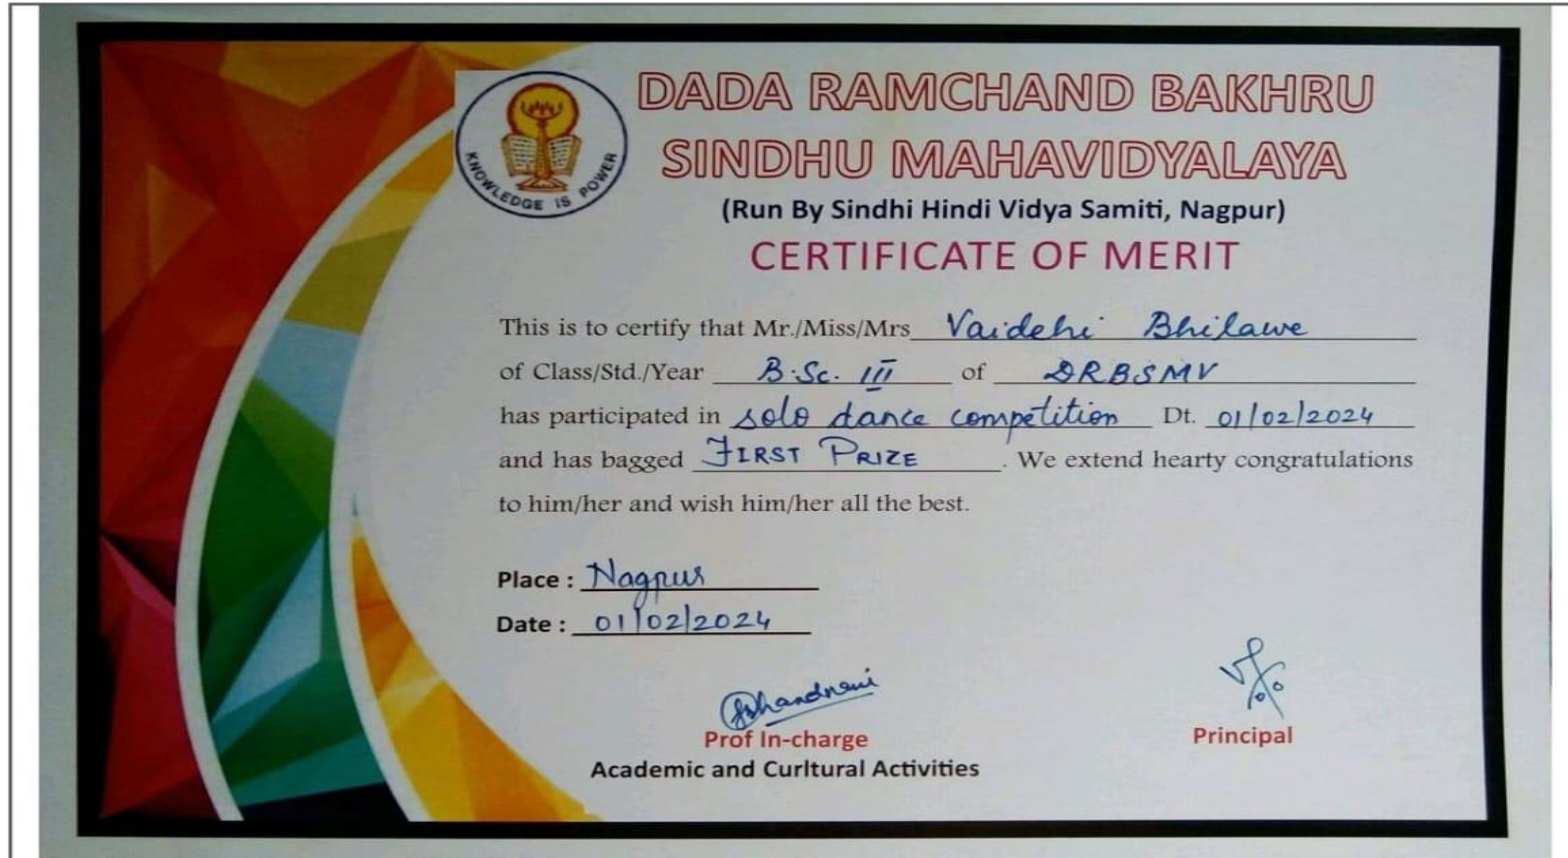 DADA RAMCHAND BAKHRU
SINDHU MAHAVIDYALAYA
KNOWLEDGE IS POWER
(Run By Sindhi Hindi Vidya Samiti, Nagpur)
CERTIFICATE OF MERIT
This is to certify that Mr./Miss/Mrs Vaidehi Bhilawe
of Class/Std./Year B.Sc. III of DRBSMV
has participated in solo dance competition Dt. 01/02/2024
and has bagged FIRST PRIZE. We extend hearty congratulations
to him/her and wish him/her all the best.
Place : Nagpur
Date : 01/02/2024
Prof In-charge
Principal
Academic and Curltural Activities